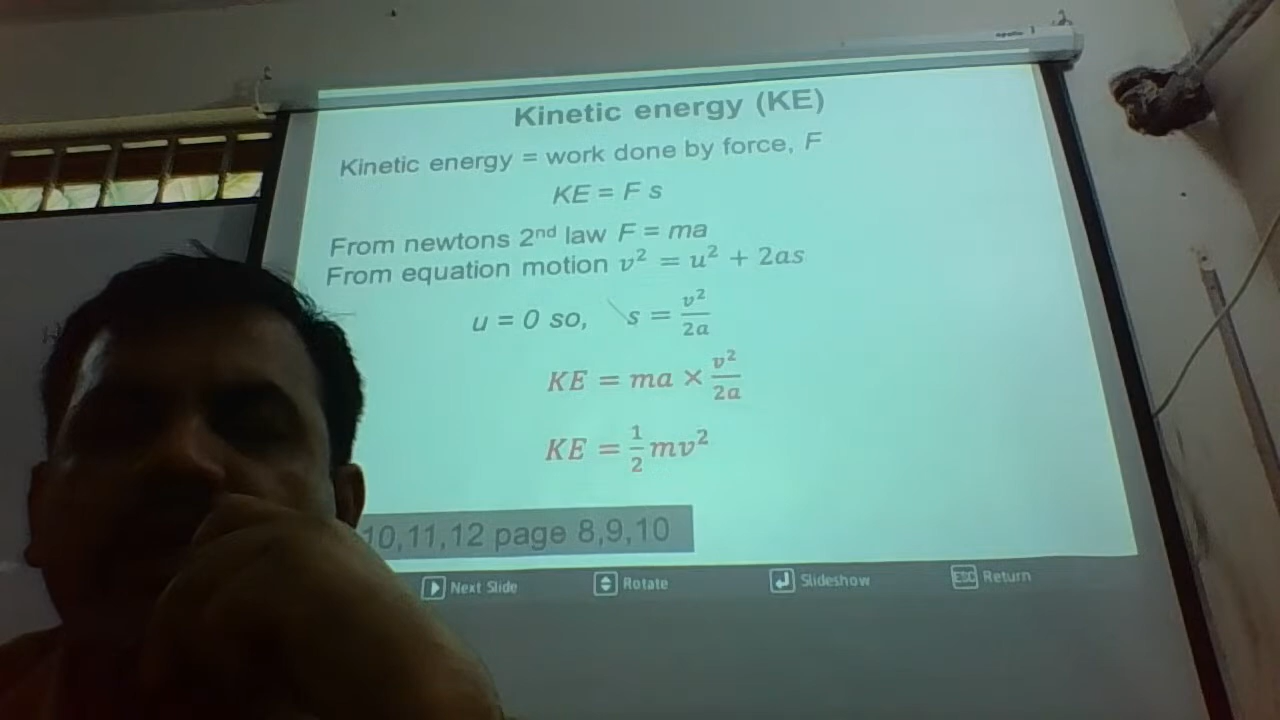 Kinetic energy (KE)
Kinetic energy = work done by force, F
KE = F s
From newtons 2nd law F = ma
From equation motion v² = u² + 2as
u = 0 so, s = v²/2a
KE = ma × v²/2a
KE = 1/2 mv²
10,11,12 page 8,9,10
Next Slide Rotate Slideshow ESC Return